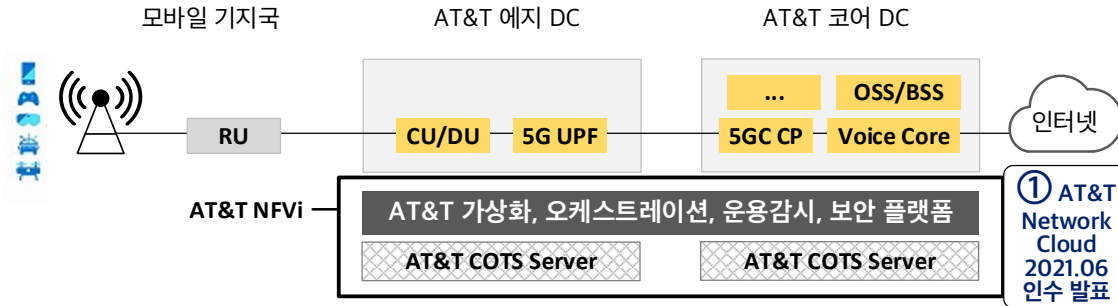 모바일 기지국
AT&T 에지 DC
AT&T 코어 DC
...
OSS/BSS
RU
CU/DU
5G UPF
5GC CP
Voice Core
인터넷
AT&T NFVi
AT&T 가상화, 오케스트레이션, 운용감시, 보안 플랫폼
AT&T COTS Server
AT&T COTS Server
① AT&T
Network
Cloud
2021.06
인수 발표